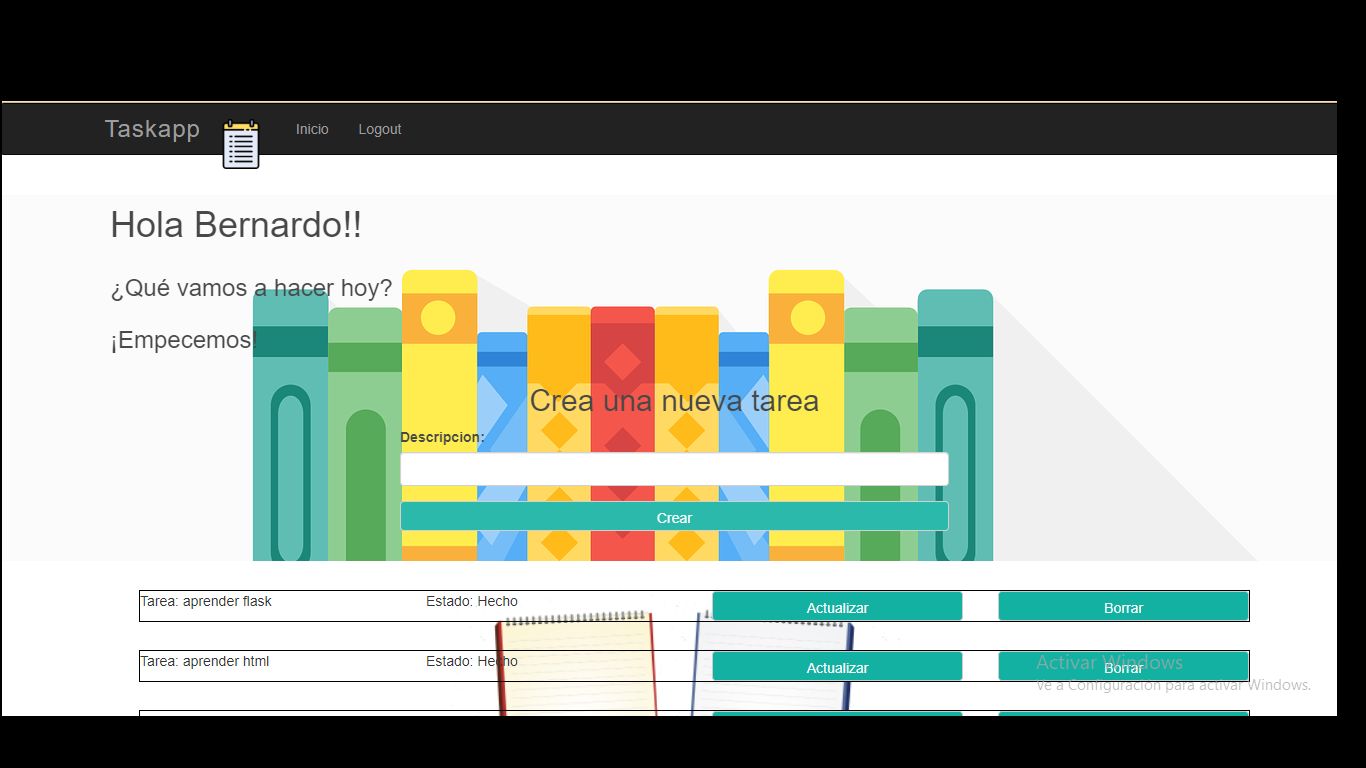 Taskapp Inicio Logout
Hola Bernardo!!
¿Qué vamos a hacer hoy?
¡Empecemos!
Crea una nueva tarea
Descripcion:
Crear
Tarea: aprender flask Estado: Hecho Actualizar Borrar
Tarea: aprender html Estado: Hecho Actualizar Borrar
Activar Windows
Ve a Configuración para activar Windows.